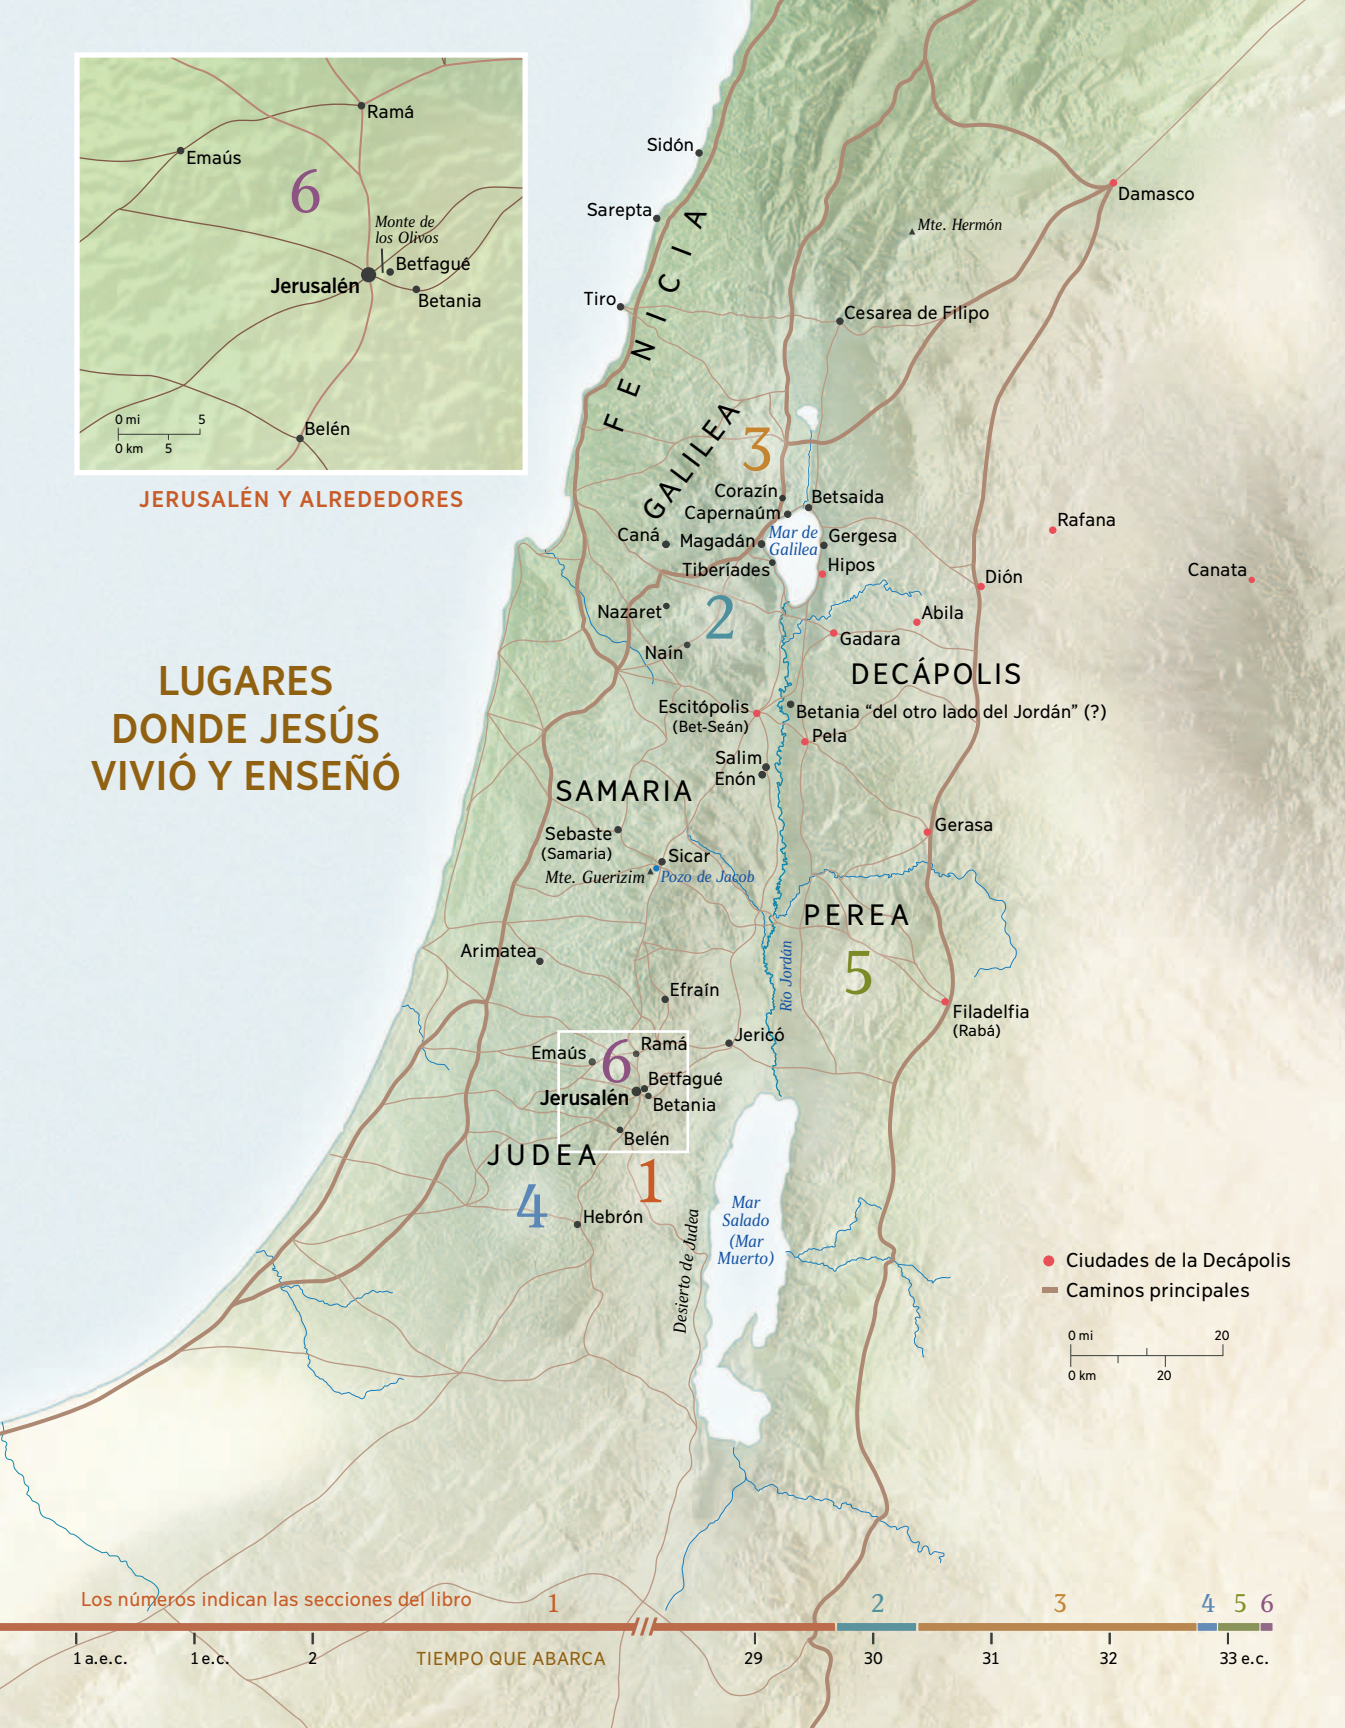 Ramá
Emaús
6
Monte de
los Olivos
Betfagué
Jerusalén
Betania
0 mi 5
0 km 5
Belén
JERUSALÉN Y ALREDEDORES
LUGARES
DONDE JESÚS
VIVIÓ Y ENSEÑÓ
Sidón
Sarepta
Damasco
Mte. Hermón
FENICIA
Tiro
Cesarea de Filipo
GALILEA
3
Corazín
Betsaida
Capernaúm
Rafana
Caná
Magadán
Mar de
Galilea
Gergesa
Tiberíades
Hipos
Canata
Dión
Nazaret
2
Abila
Gadara
Naín
DECÁPOLIS
Escitópolis
(Bet-Seán)
Betania “del otro lado del Jordán” (?)
Pela
Salim
Enón
SAMARIA
Gerasa
Sebaste
(Samaria)
Sicar
Mte. Guerizim
Pozo de Jacob
PEREA
Arimatea
5
Río Jordán
Efraín
Filadelfia
(Rabá)
Jericó
Ramá
Emaús
6
Betfagué
Jerusalén
Betania
Belén
JUDEA
1
4
Hebrón
Mar
Salado
(Mar
Muerto)
Desierto de Judea
Ciudades de la Decápolis
Caminos principales
0 mi 20
0 km 20
Los números indican las secciones del libro
1 2 3 4 5 6
1 a.e.c. 1 e.c. 2 TIEMPO QUE ABARCA 29 30 31 32 33 e.c.